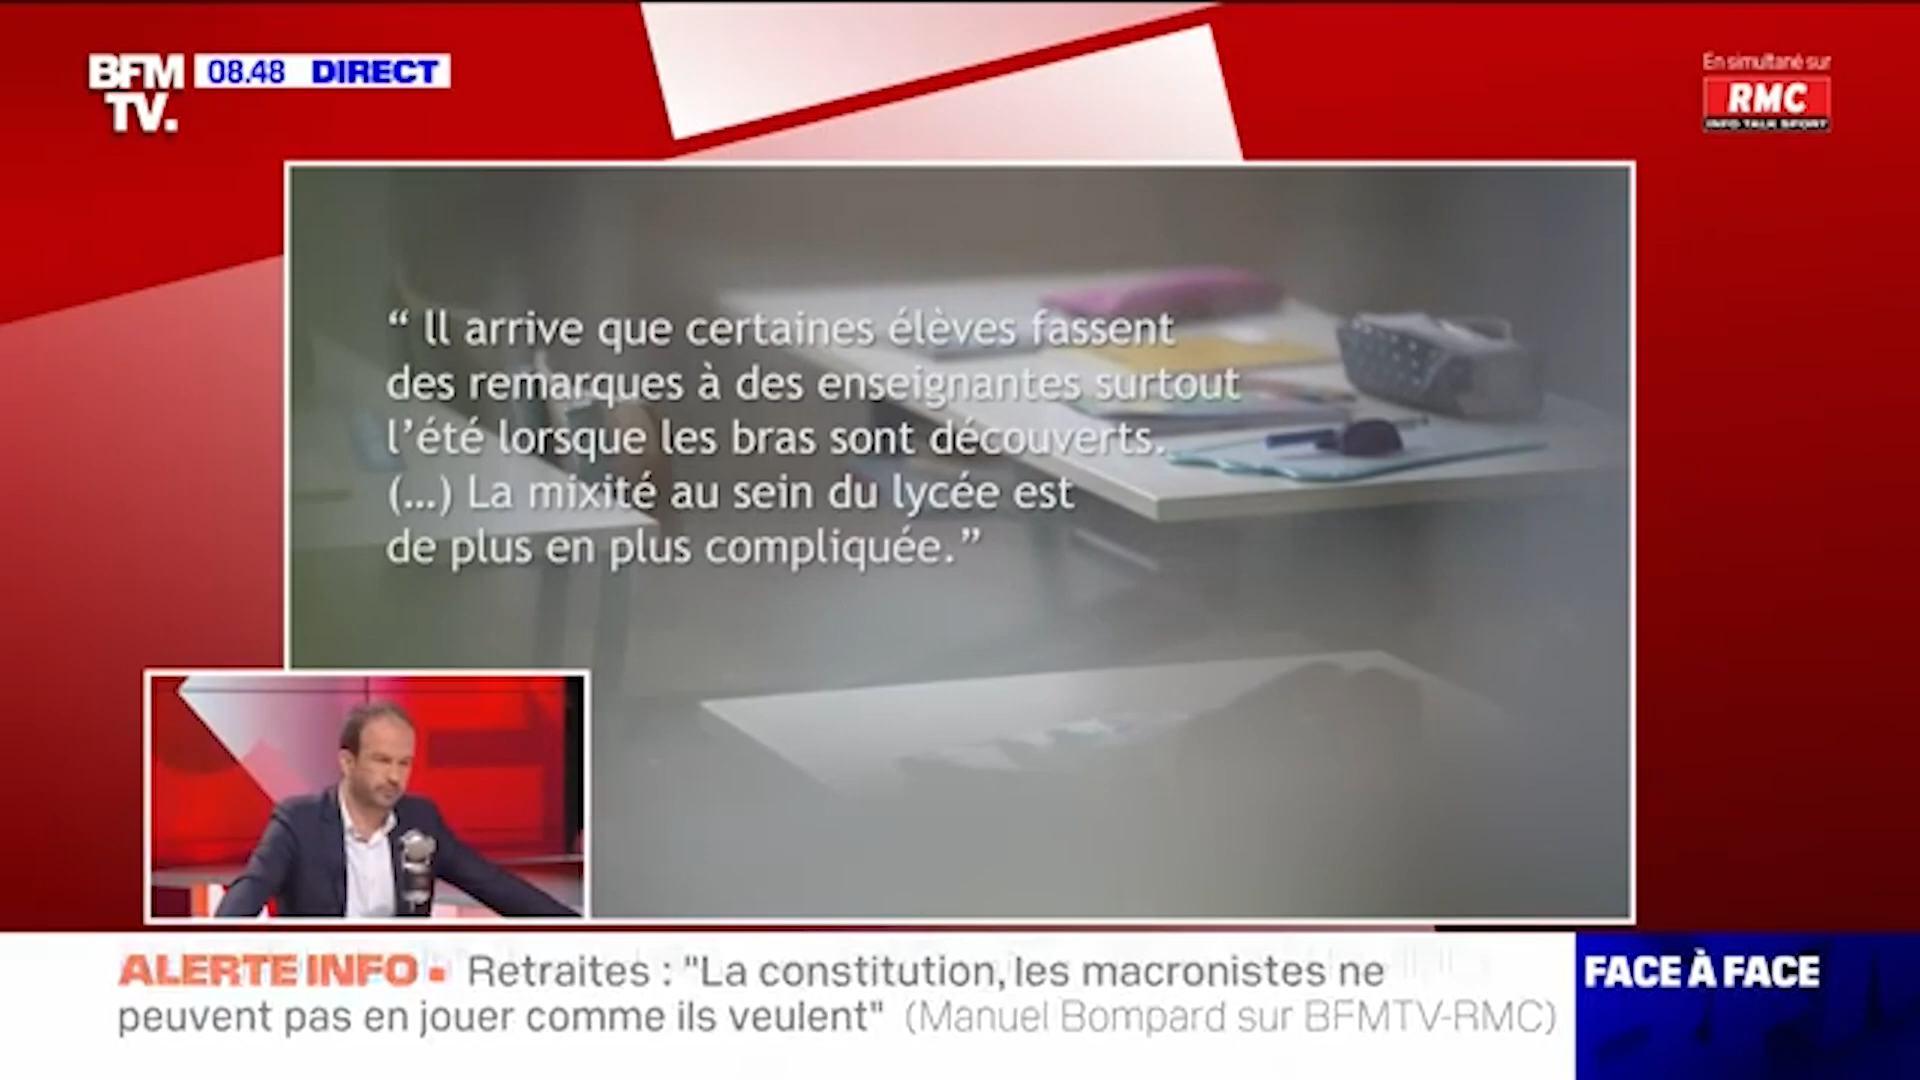 BFM
TV.
08.48 DIRECT
En simultané sur
RMC
INFO TALK SPORT
“ Il arrive que certaines élèves fassent
des remarques à des enseignantes surtout
l’été lorsque les bras sont découverts.
(...) La mixité au sein du lycée est
de plus en plus compliquée.”
ALERTE INFO Retraites : "La constitution, les macronistes ne
peuvent pas en jouer comme ils veulent" (Manuel Bompard sur BFMTV-RMC)
FACE À FACE